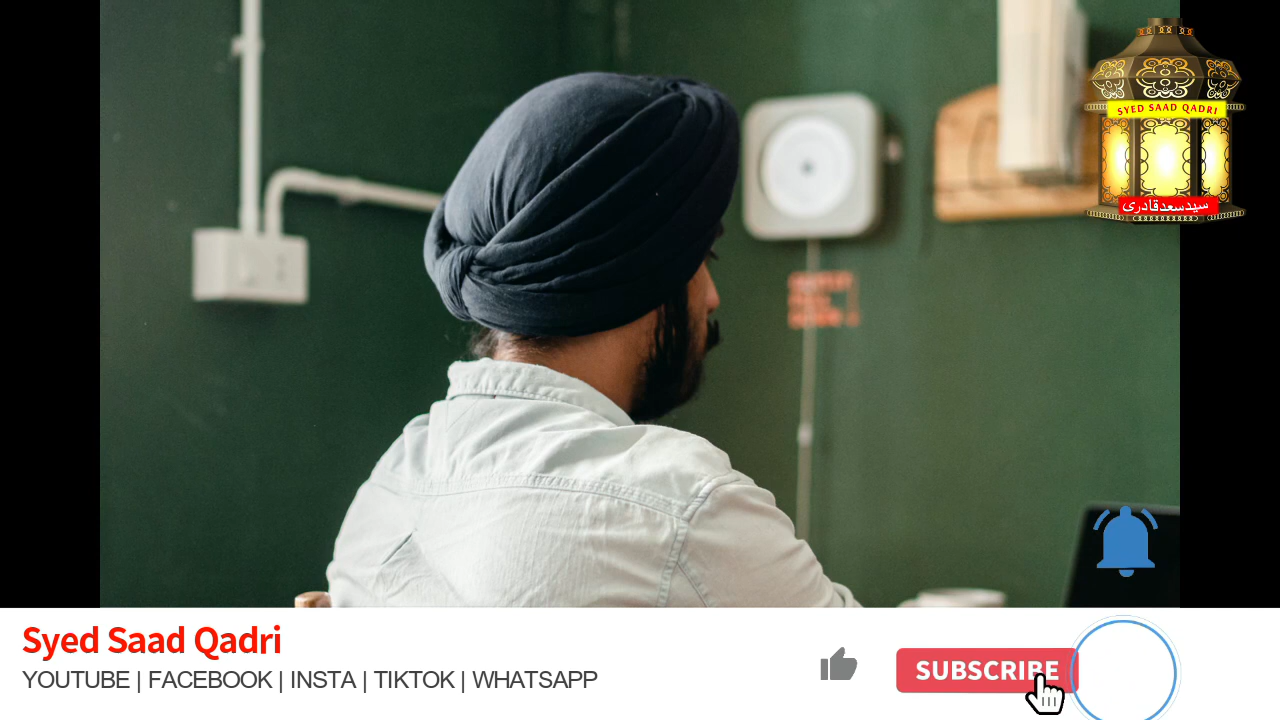 SYED SAAD QADRI
سیدسعدقادری
Syed Saad Qadri
YOUTUBE | FACEBOOK | INSTA | TIKTOK | WHATSAPP
SUBSCRIBE